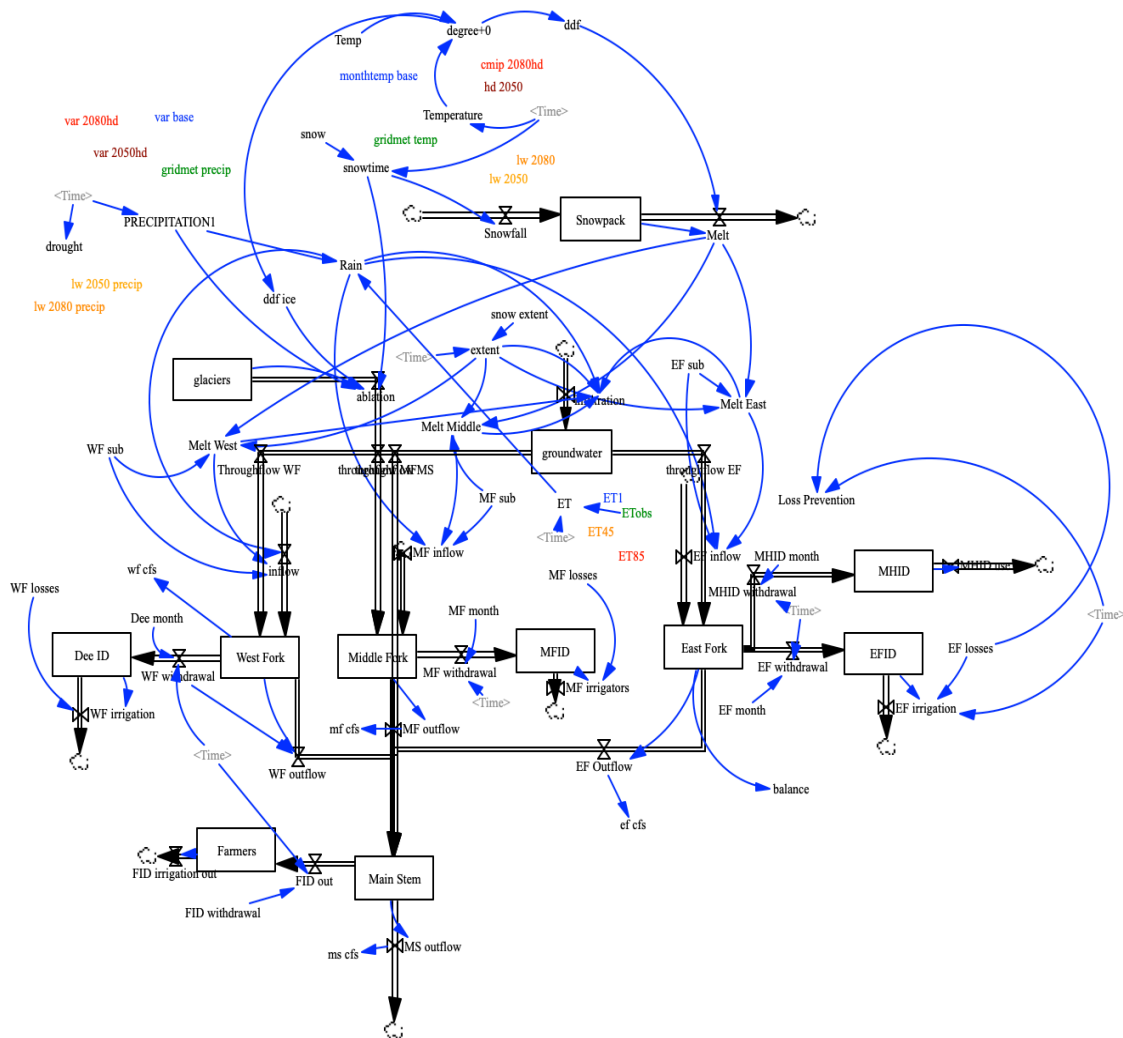 Temp
degree+0
ddf
cmip 2080hd
monthtemp base
hd 2050
Temperature
<Time>
var 2080hd
var base
snow
gridmet temp
var 2050hd
lw 2080
gridmet precip
snowtime
lw 2050
<Time>
PRECIPITATION1
Snowpack
Snowfall
Melt
drought
Rain
lw 2050 precip
ddf ice
lw 2080 precip
snow extent
<Time>
extent
EF sub
glaciers
ablation
infiltration
Melt East
Melt Middle
WF sub
Melt West
groundwater
Throughflow WF
throughflow MF
MS
throughflow EF
MF sub
ET
ET1
Loss Prevention
ETobs
<Time>
ET45
MF inflow
ET85
EF inflow
MHID month
inflow
wf cfs
MF losses
MHID
MHID use
WF losses
MHID withdrawal
Dee month
MF month
<Time>
<Time>
Dee ID
West Fork
Middle Fork
MFID
East Fork
EFID
EF losses
WF withdrawal
MF withdrawal
EF withdrawal
MF irrigators
<Time>
WF irrigation
EF month
EF irrigation
mf cfs
MF outflow
<Time>
WF outflow
EF Outflow
balance
ef cfs
Farmers
FID irrigation out
FID out
Main Stem
FID withdrawal
ms cfs
MS outflow